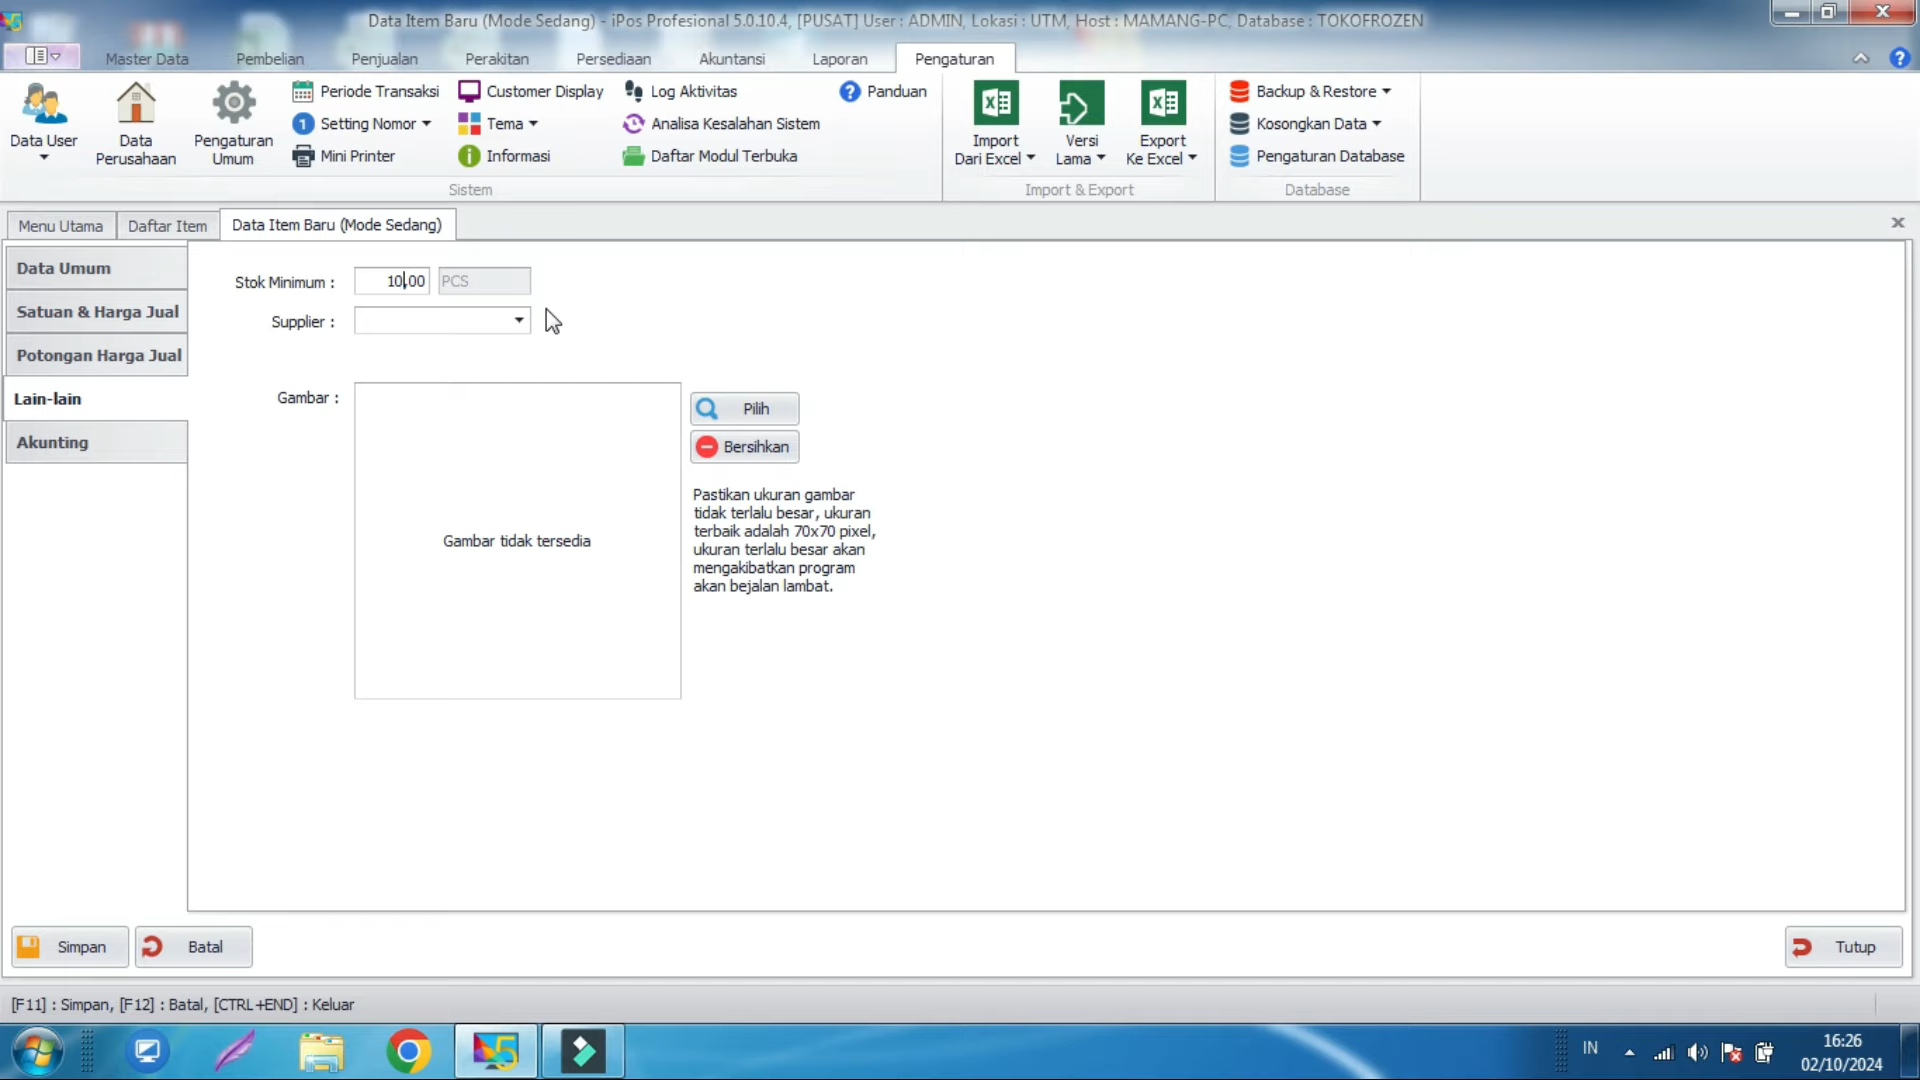 Data Item Baru (Mode Sedang) - iPos Profesional 5.0.10.4, [PUSAT] User : ADMIN, Lokasi : UTM, Host : MAMANG-PC, Database : TOKOFROZEN
Master Data
Pembelian
Penjualan
Perakitan
Persediaan
Akuntansi
Laporan
Pengaturan
Data User
Data Perusahaan
Pengaturan Umum
Periode Transaksi
Setting Nomor
Mini Printer
Customer Display
Tema
Informasi
Log Aktivitas
Analisa Kesalahan Sistem
Daftar Modul Terbuka
Panduan
Sistem
Import Dari Excel
Versi Lama
Export Ke Excel
Import & Export
Backup & Restore
Kosongkan Data
Pengaturan Database
Database
Menu Utama
Daftar Item
Data Item Baru (Mode Sedang)
Data Umum
Satuan & Harga Jual
Potongan Harga Jual
Lain-lain
Akunting
Stok Minimum : 10,00 PCS
Supplier :
Gambar :
Gambar tidak tersedia
Pilih
Bersihkan
Pastikan ukuran gambar
tidak terlalu besar, ukuran
terbaik adalah 70x70 pixel,
ukuran terlalu besar akan
mengakibatkan program
akan bejalan lambat.
Simpan
Batal
Tutup
[F11] : Simpan, [F12] : Batal, [CTRL+END] : Keluar
IN
16:26
02/10/2024